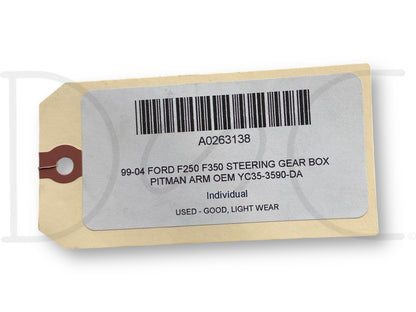 A0263138
99-04 FORD F250 F350 STEERING GEAR BOX
PITMAN ARM OEM YC35-3590-DA
Individual
USED - GOOD, LIGHT WEAR